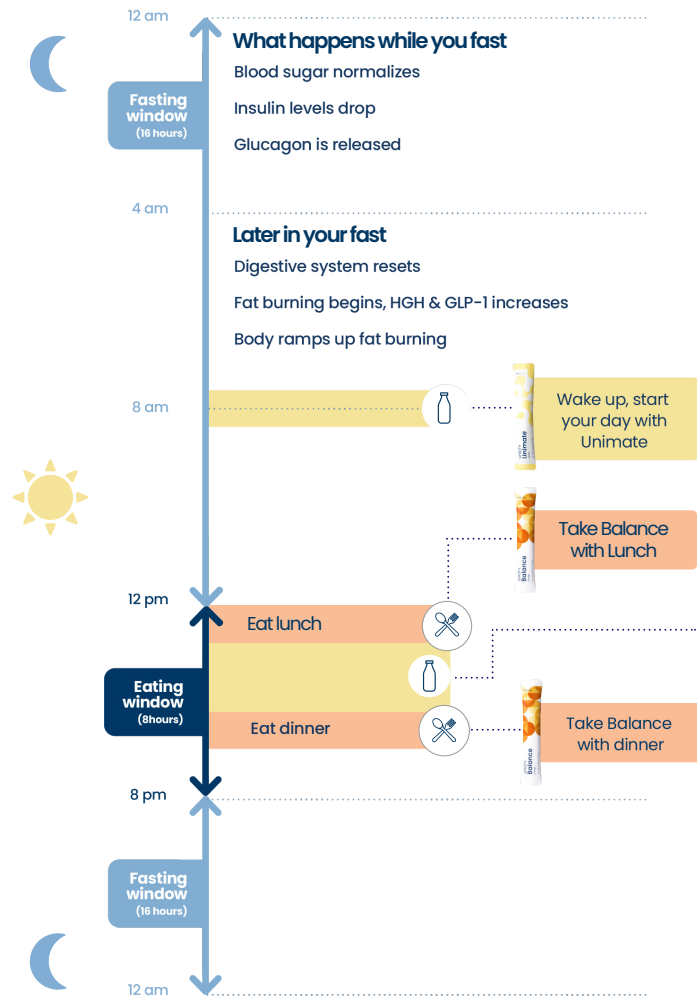 12 am
What happens while you fast
Blood sugar normalizes
Fasting
window
(16 hours)
Insulin levels drop
Glucagon is released
4 am
Later in your fast
Digestive system resets
Fat burning begins, HGH & GLP-1 increases
Body ramps up fat burning
8 am
Unimate
Wake up, start
your day with
Unimate
Balance
Take Balance
with Lunch
12 pm
Eat lunch
Eating
window
(8hours)
Eat dinner
Balance
Take Balance
with dinner
8 pm
Fasting
window
(16 hours)
12 am